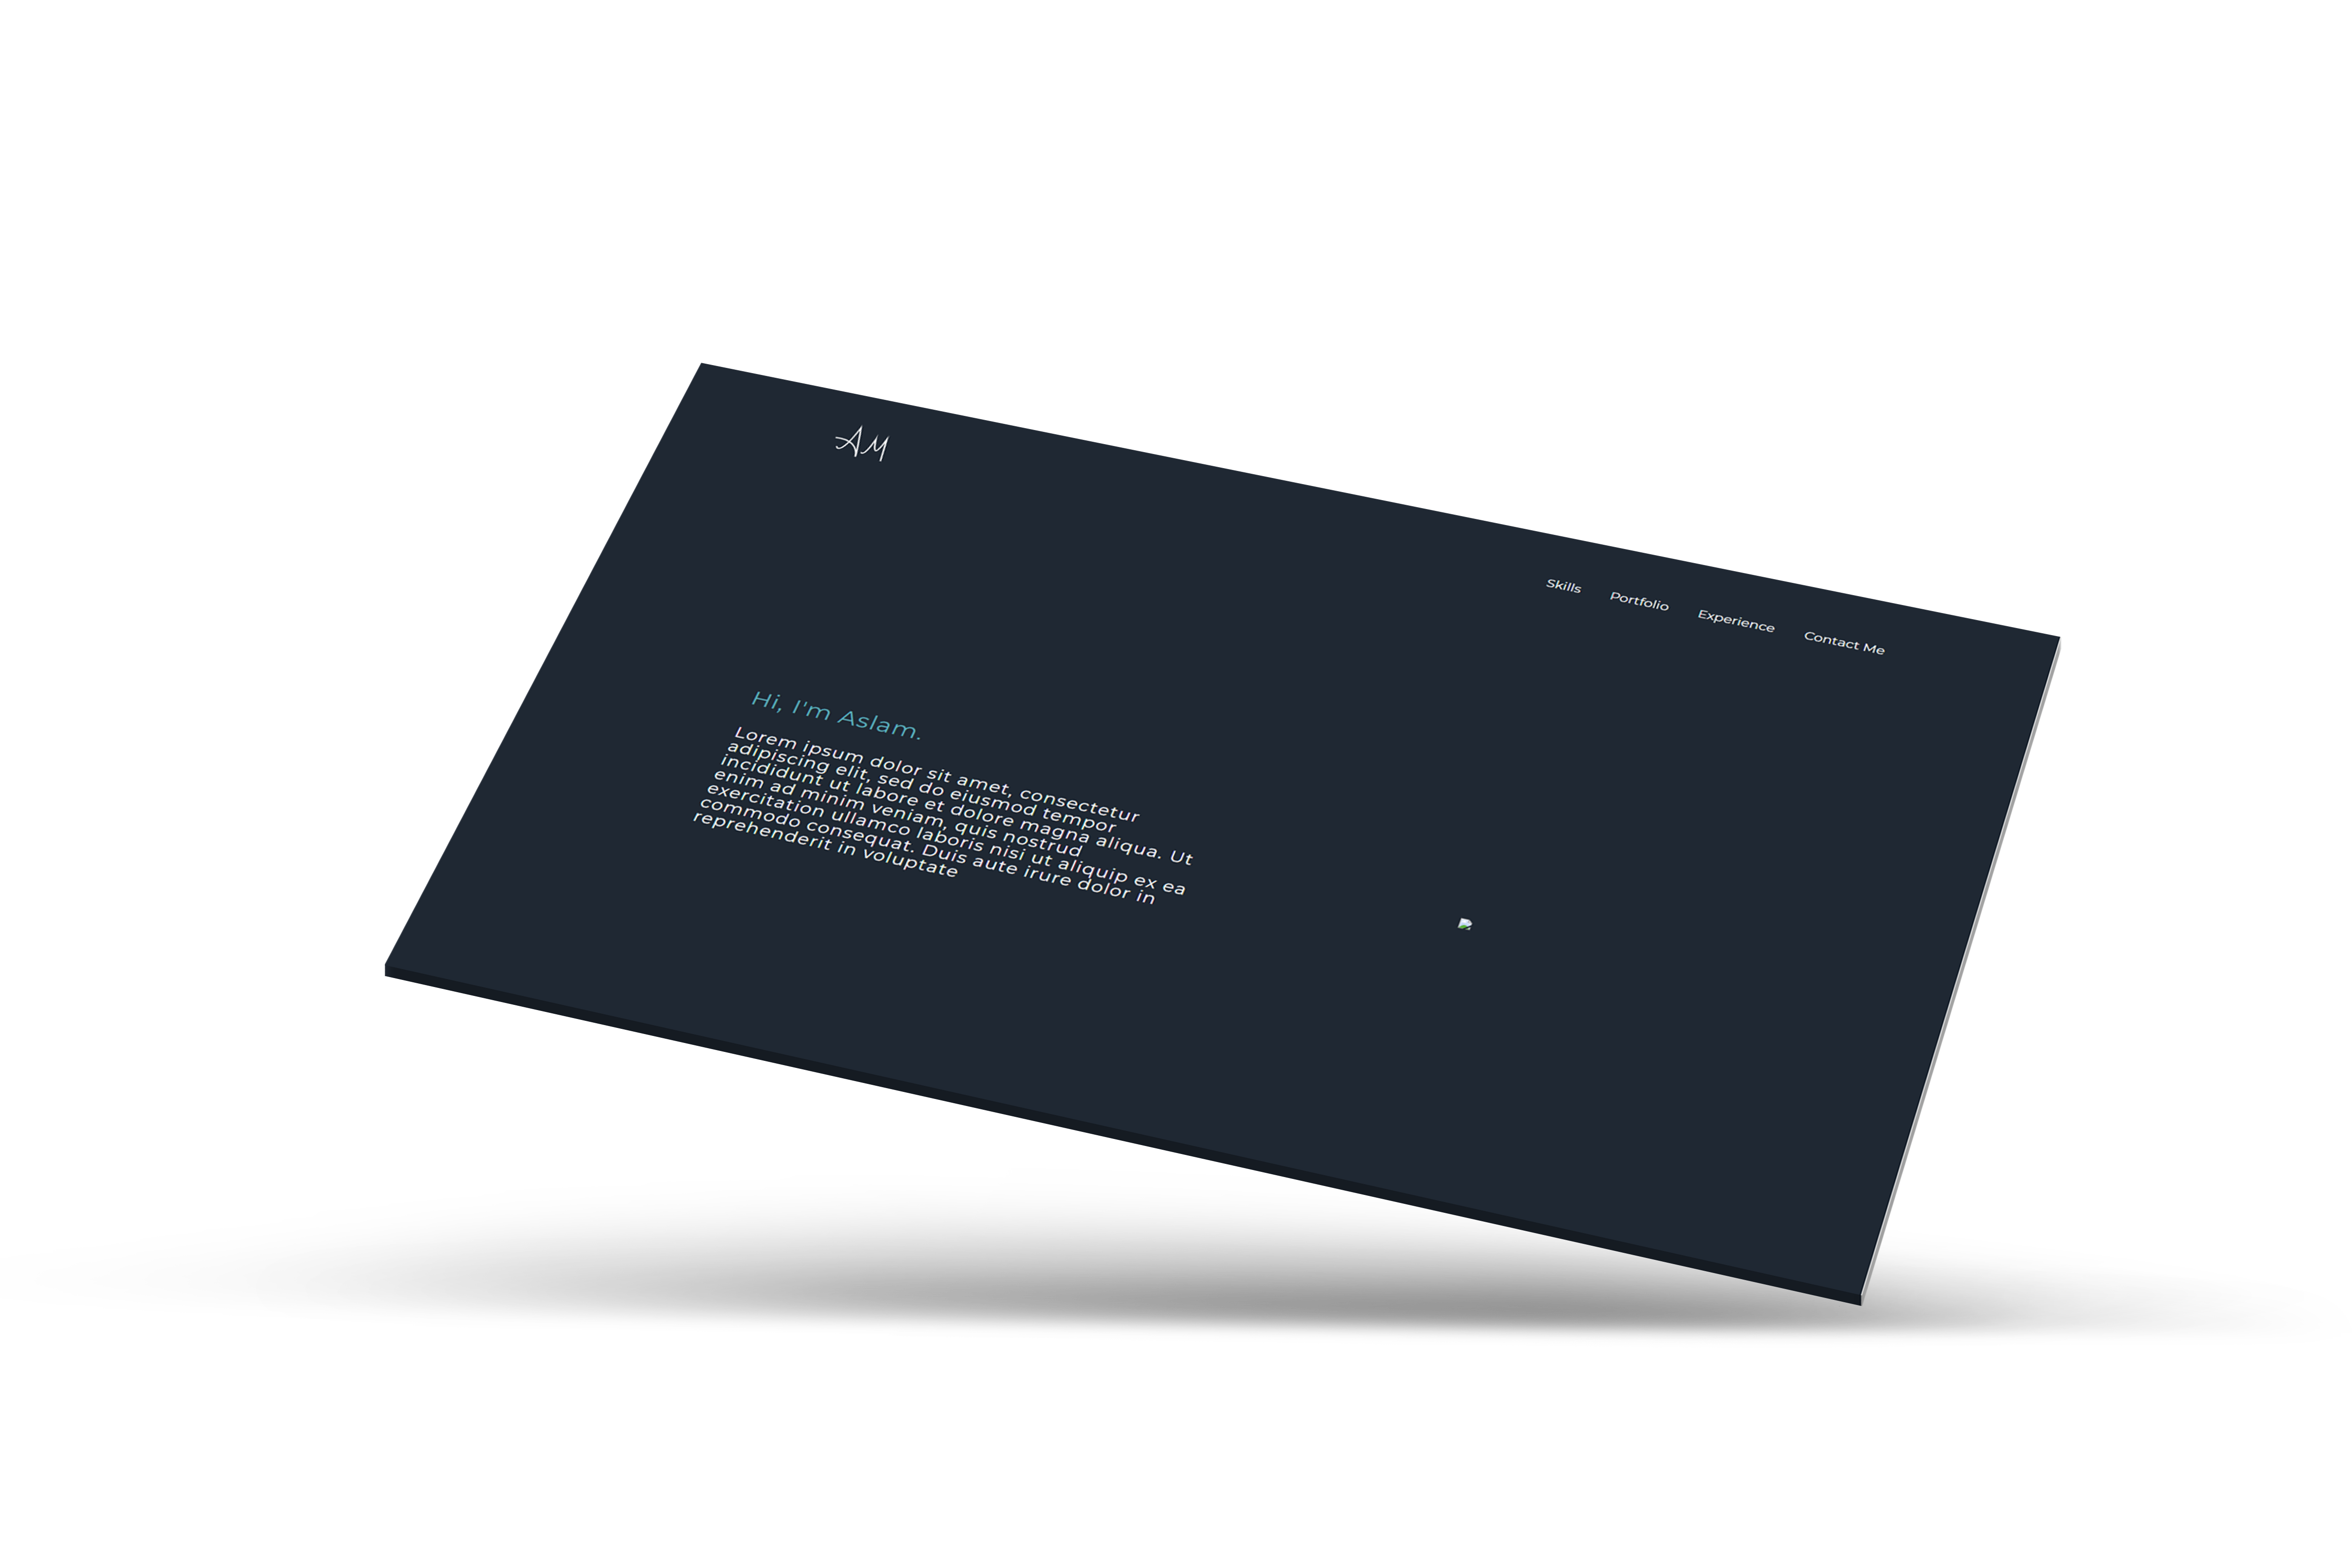 AM
Skills Portfolio Experience Contact Me
Hi, I'm Aslam.
Lorem ipsum dolor sit amet, consectetur
adipiscing elit, sed do eiusmod tempor
incididunt ut labore et dolore magna aliqua. Ut
enim ad minim veniam, quis nostrud
exercitation ullamco laboris nisi ut aliquip ex ea
commodo consequat. Duis aute irure dolor in
reprehenderit in voluptate